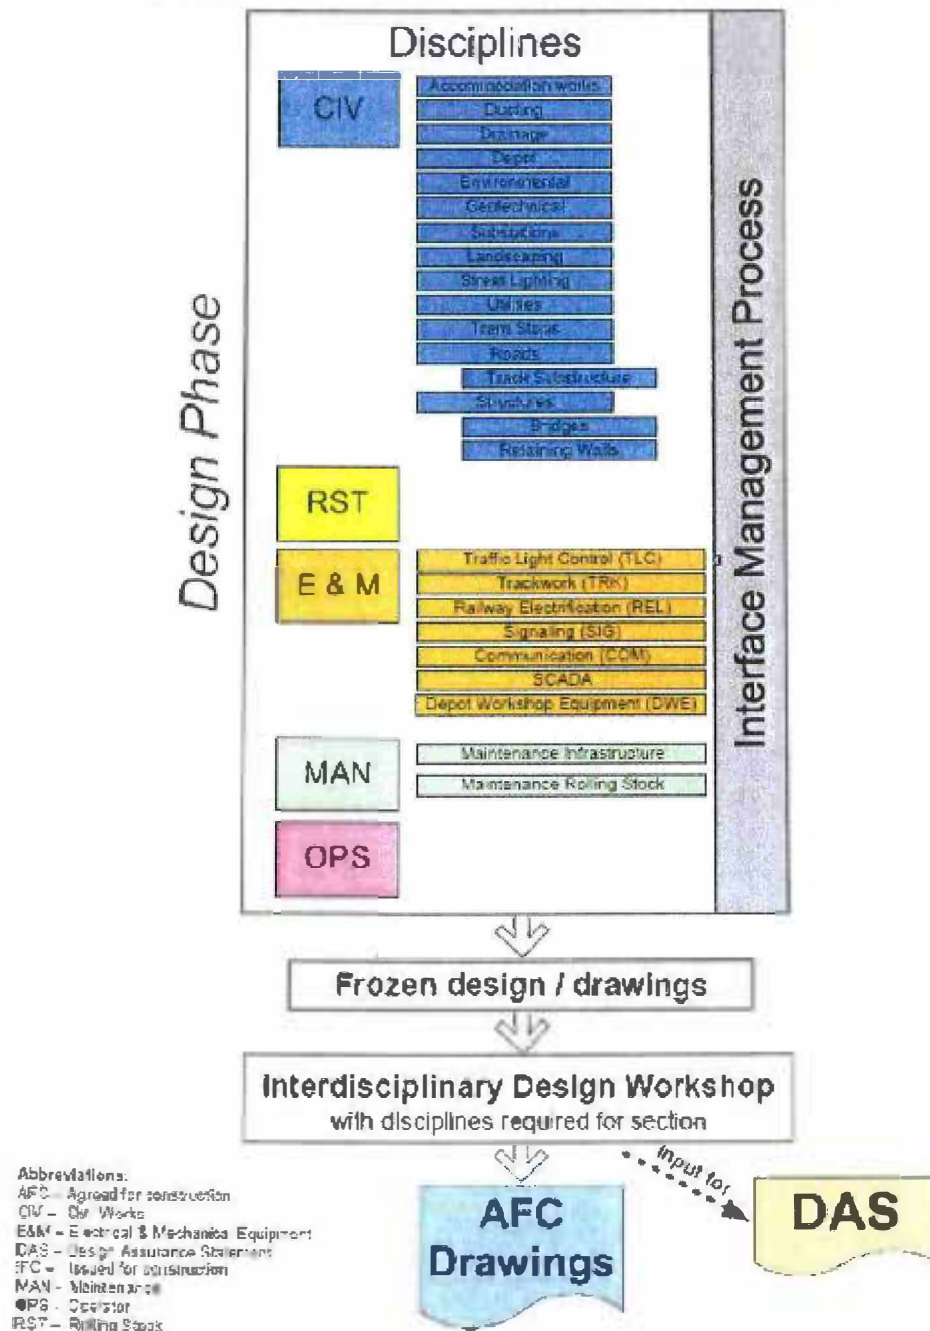 Disciplines
Design Phase
Interface Management Process
CIV
Accommodation works
Ducting
Drainage
Depot
Environmental
Geotechnical
Substations
Landscaping
Street Lighting
Utilities
Tram Stops
Roads
Track Substructure
Structures
Bridges
Retaining Walls
RST
E & M
Traffic Light Control (TLC)
Trackwork (TRK)
Railway Electrification (REL)
Signaling (SIG)
Communication (COM)
SCADA
Depot Workshop Equipment (DWE)
MAN
Maintenance Infrastructure
Maintenance Rolling Stock
OPS
Frozen design / drawings
Interdisciplinary Design Workshop
with disciplines required for section
input for
AFC
Drawings
DAS
Abbreviations:
AFC – Agreed for construction
CIV – Civil Works
E&M – Electrical & Mechanical Equipment
DAS – Design Assurance Statement
IFC – Issued for construction
MAN – Maintenance
OPS – Operator
RST – Rolling Stock